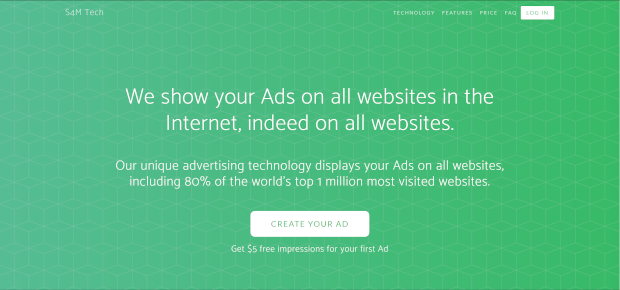 S4M Tech
TECHNOLOGY FEATURES PRICE FAQ LOG IN
We show your Ads on all websites in the
Internet, indeed on all websites.
Our unique advertising technology displays your Ads on all websites,
including 80% of the world's top 1 million most visited websites.
CREATE YOUR AD
Get $5 free impressions for your first Ad